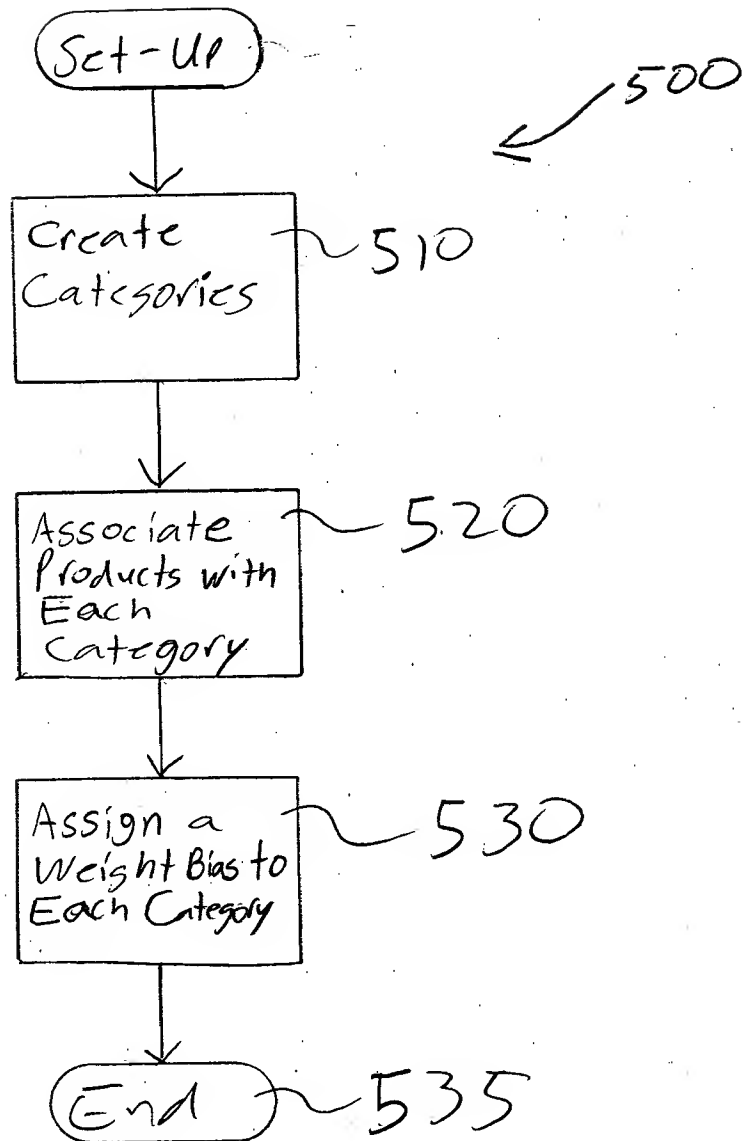 Set-Up
500
Create
Categories
510
Associate
Products with
Each
Category
520
Assign a
Weight Bias to
Each Category
530
End
535